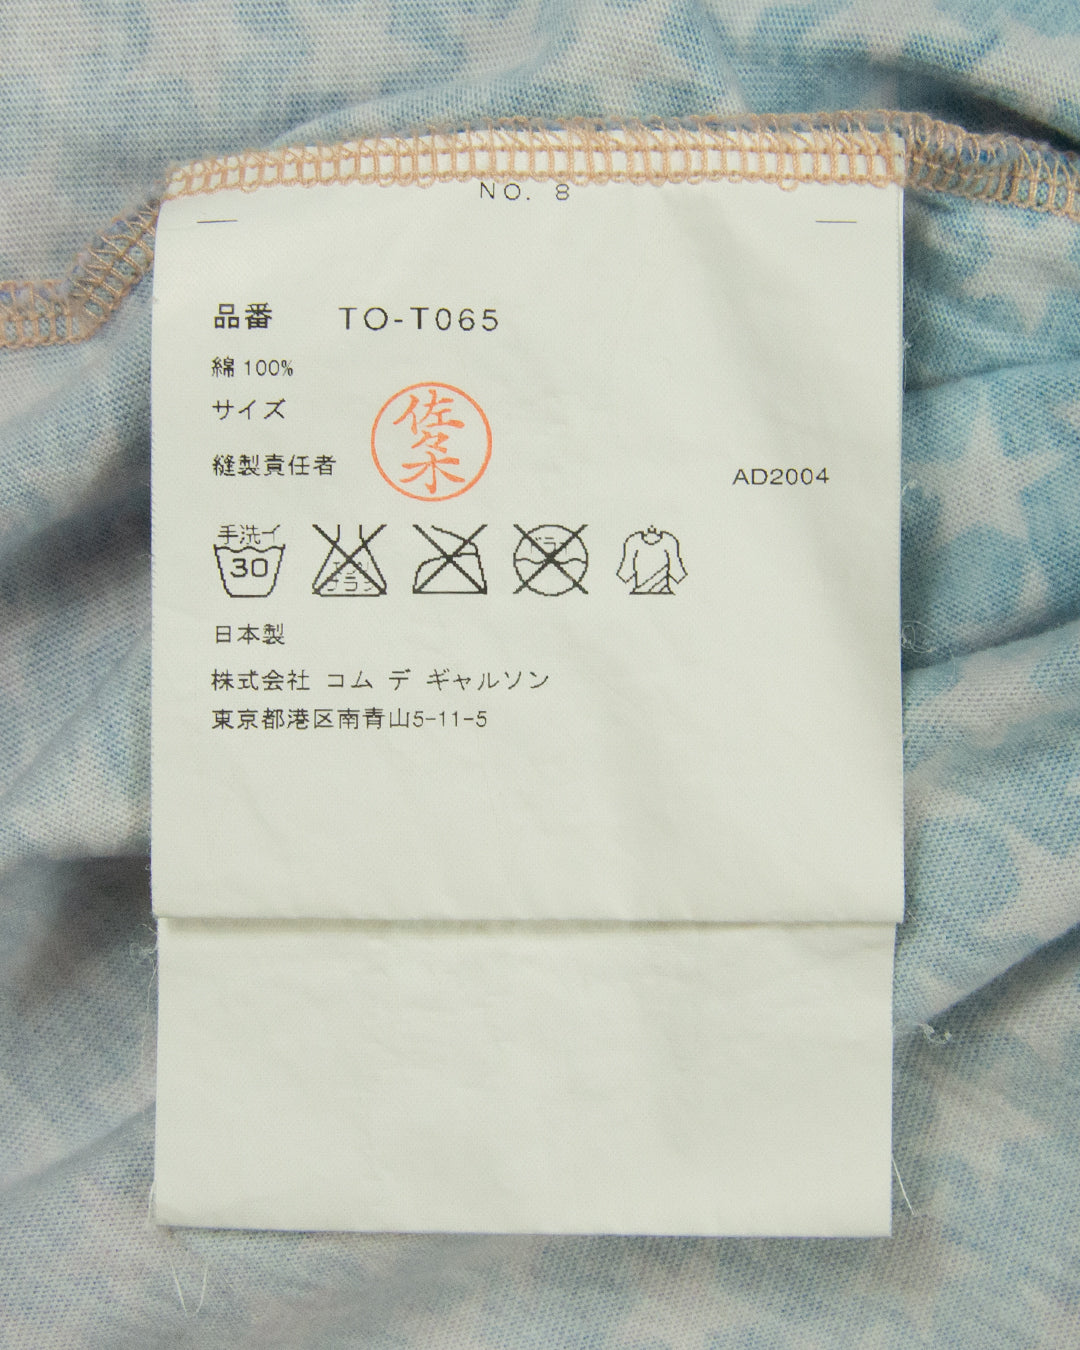 NO. 8
品番 TO-T065
綿 100%
サイズ
縫製責任者
佐々木
AD2004
手洗イ
30
日本製
株式会社 コム デ ギャルソン
東京都港区南青山5-11-5